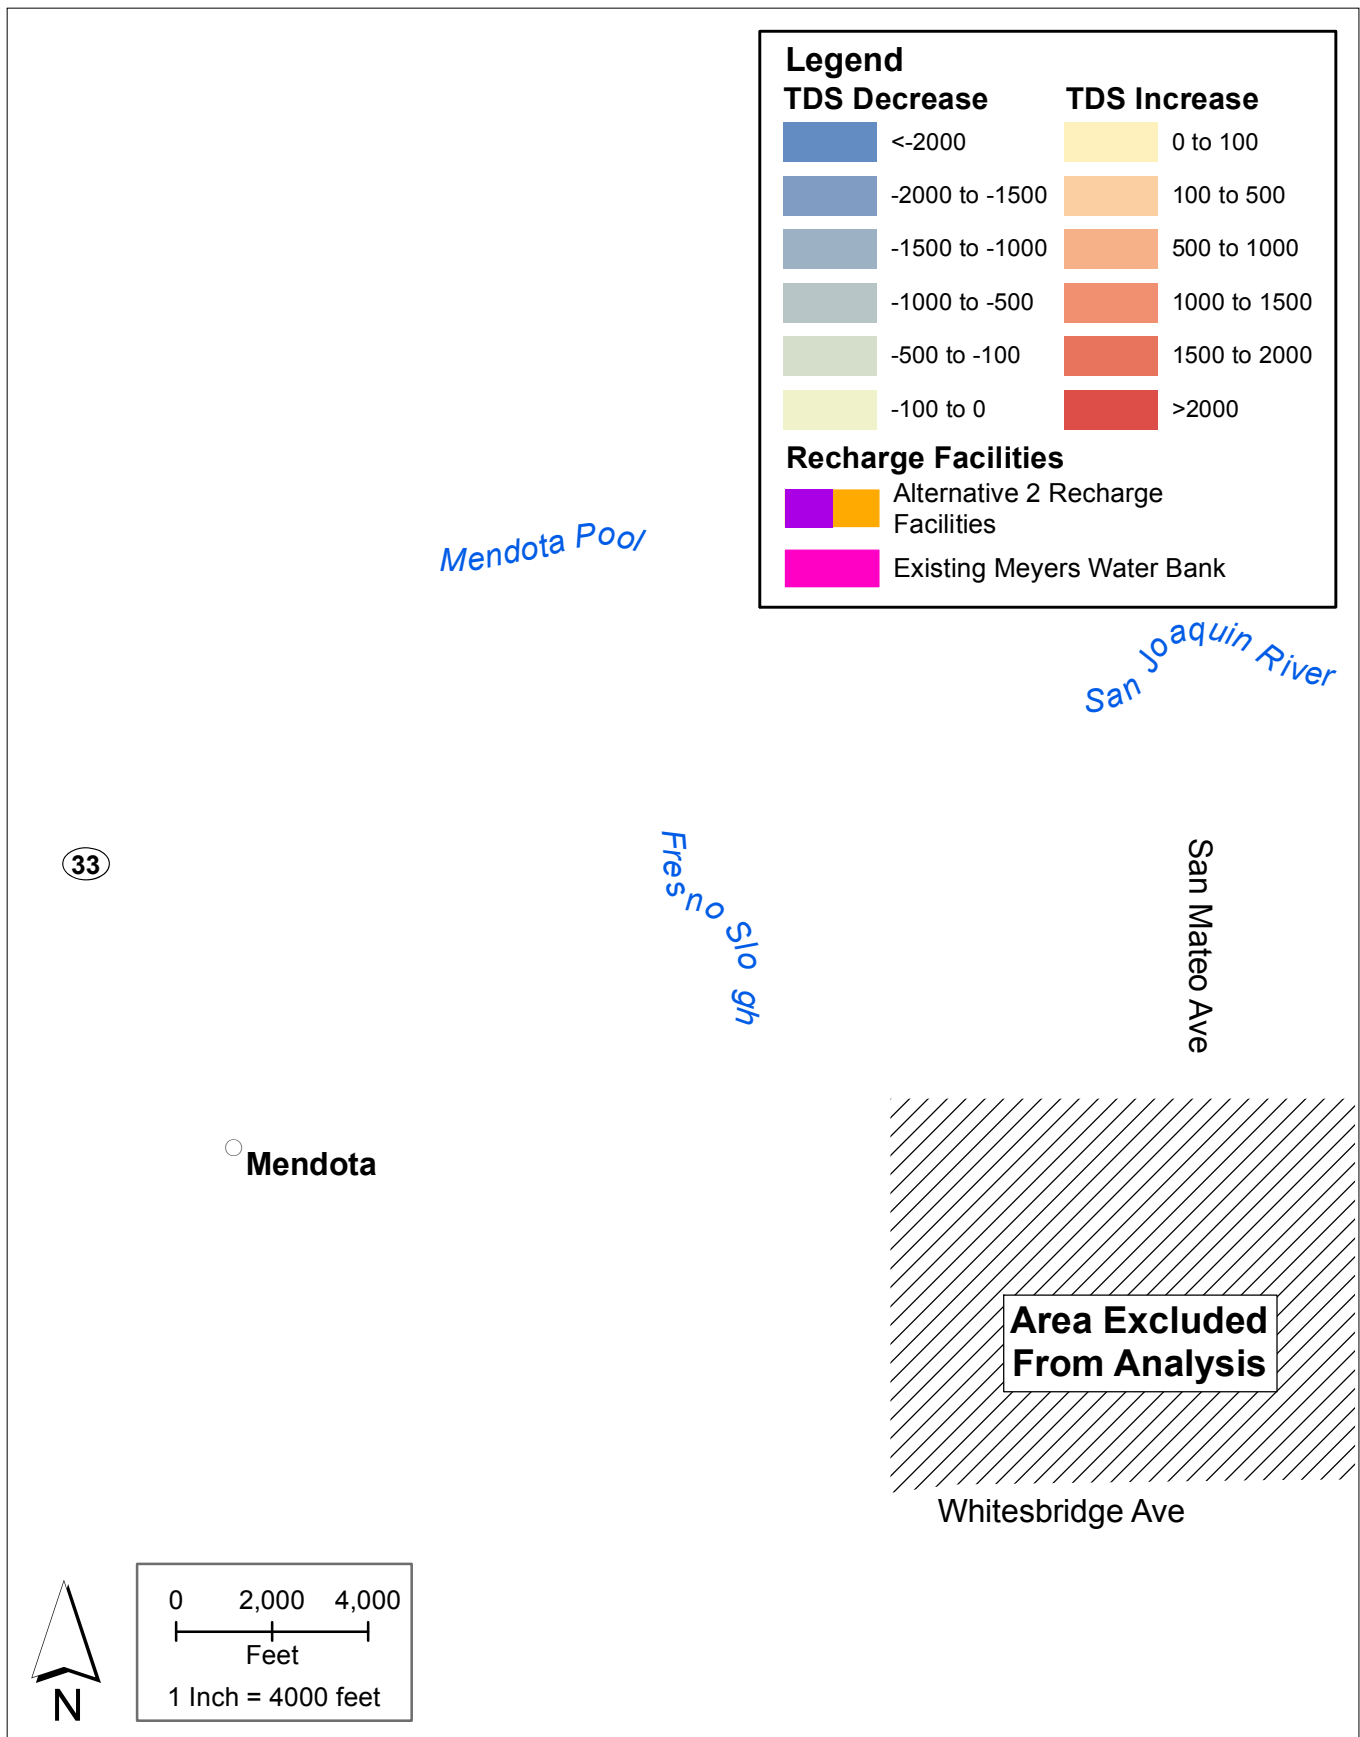 Legend
TDS Decrease
TDS Increase
<-2000
0 to 100
-2000 to -1500
100 to 500
-1500 to -1000
500 to 1000
-1000 to -500
1000 to 1500
-500 to -100
1500 to 2000
-100 to 0
>2000
Recharge Facilities
Alternative 2 Recharge
Facilities
Existing Meyers Water Bank
Mendota Pool
San Joaquin River
33
Fresno Slo gh
San Mateo Ave
Mendota
Area Excluded
From Analysis
Whitesbridge Ave
0 2,000 4,000
Feet
1 Inch = 4000 feet
N